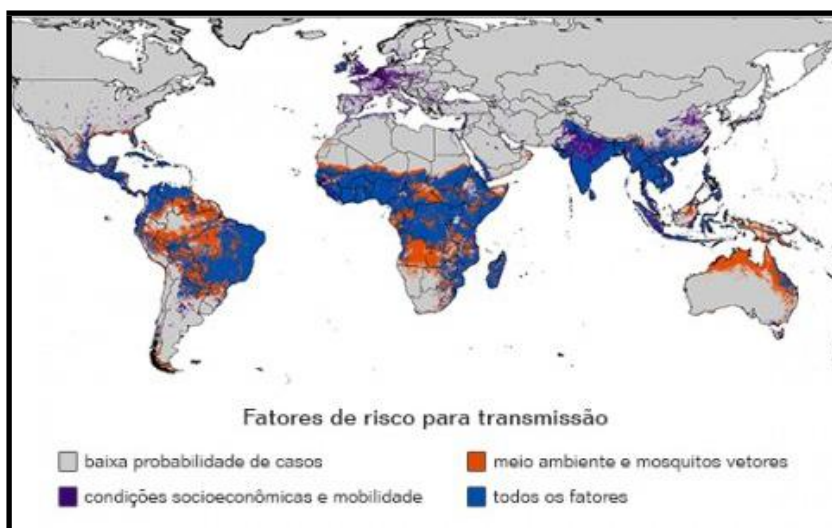 Fatores de risco para transmissão
baixa probabilidade de casos
meio ambiente e mosquitos vetores
condições socioeconômicas e mobilidade
todos os fatores